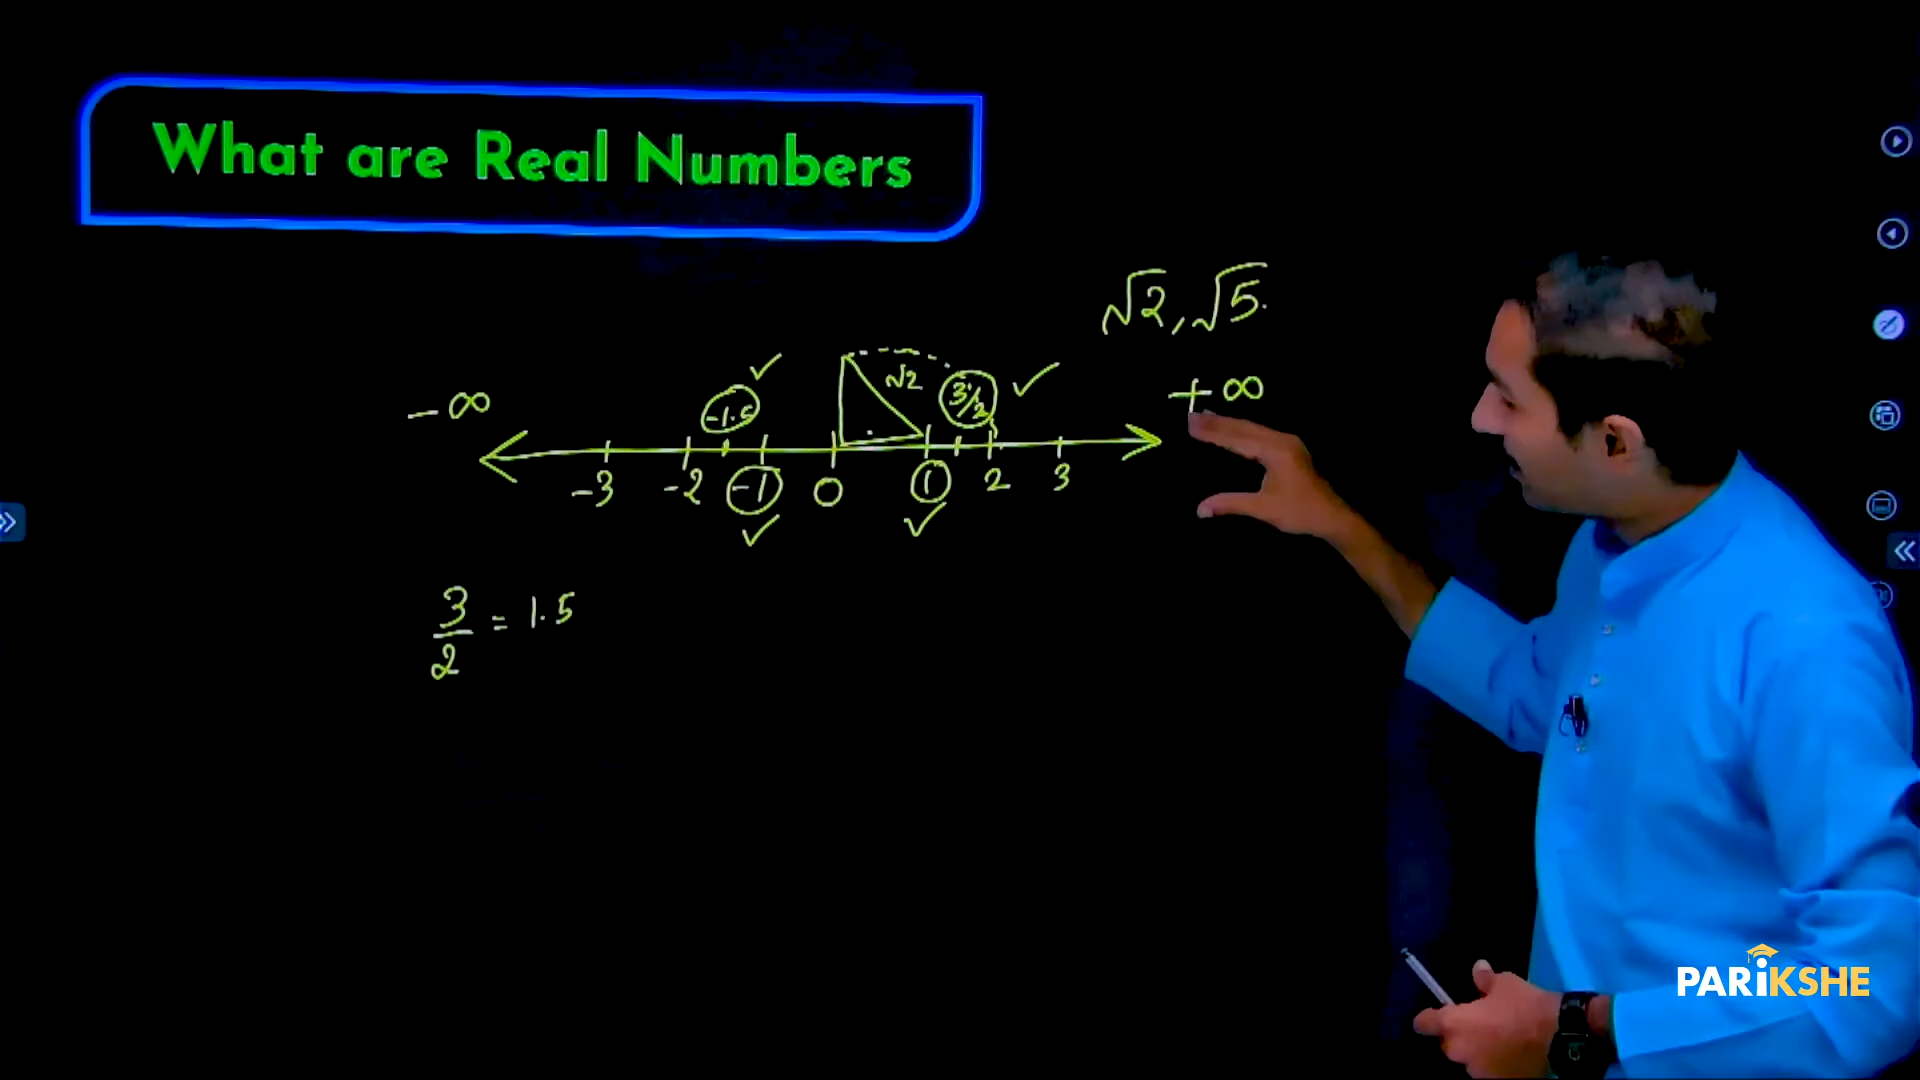 What are Real Numbers
√2, √5.
-∞ -1.5 √2 3/2 +∞
-3 -2 -1 0 1 2 3
3/2 = 1.5
PARiKSHE